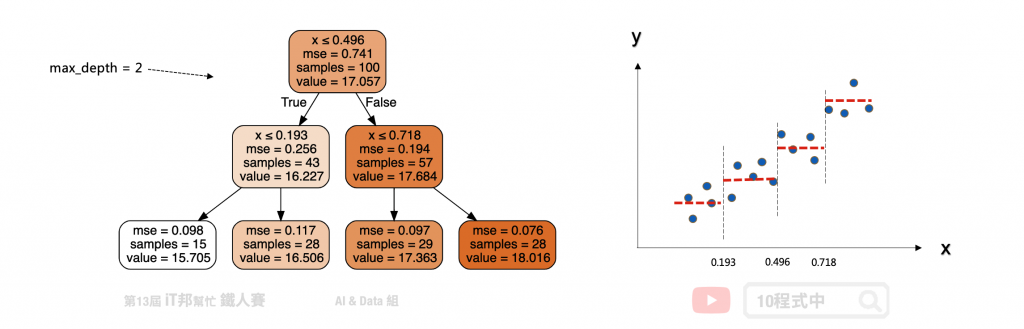 max_depth = 2
x ≤ 0.496
mse = 0.741
samples = 100
value = 17.057
True
False
x ≤ 0.193
mse = 0.256
samples = 43
value = 16.227
x ≤ 0.718
mse = 0.194
samples = 57
value = 17.684
mse = 0.098
samples = 15
value = 15.705
mse = 0.117
samples = 28
value = 16.506
mse = 0.097
samples = 29
value = 17.363
mse = 0.076
samples = 28
value = 18.016
y
x
0.193
0.496
0.718
第13屆 iT邦幫忙 鐵人賽
AI & Data 組
10程式中